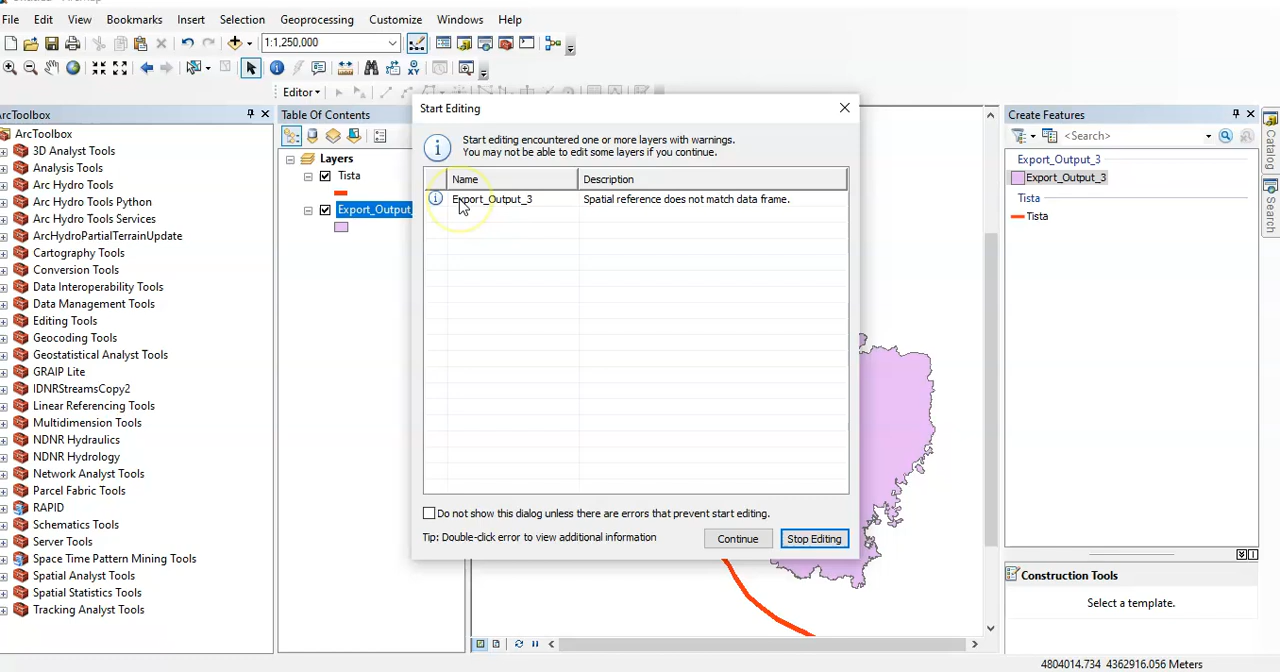 File Edit View Bookmarks Insert Selection Geoprocessing Customize Windows Help
1:1,250,000
Editor
ArcToolbox
3D Analyst Tools
Analysis Tools
Arc Hydro Tools
Arc Hydro Tools Python
Arc Hydro Tools Services
ArcHydroPartialTerrainUpdate
Cartography Tools
Conversion Tools
Data Interoperability Tools
Data Management Tools
Editing Tools
Geocoding Tools
Geostatistical Analyst Tools
GRAIP Lite
IDNRStreamsCopy2
Linear Referencing Tools
Multidimension Tools
NDNR Hydraulics
NDNR Hydrology
Network Analyst Tools
Parcel Fabric Tools
RAPID
Schematics Tools
Server Tools
Space Time Pattern Mining Tools
Spatial Analyst Tools
Spatial Statistics Tools
Tracking Analyst Tools
Table Of Contents
Layers
Tista
Export_Output_
Start Editing
Start editing encountered one or more layers with warnings.
You may not be able to edit some layers if you continue.
Name Description
Export_Output_3 Spatial reference does not match data frame.
Do not show this dialog unless there are errors that prevent start editing.
Tip: Double-click error to view additional information
Continue Stop Editing
Create Features
<Search>
Export_Output_3
Export_Output_3
Tista
Tista
Construction Tools
Select a template.
Catalog
Search
4804014.734 4362916.056 Meters